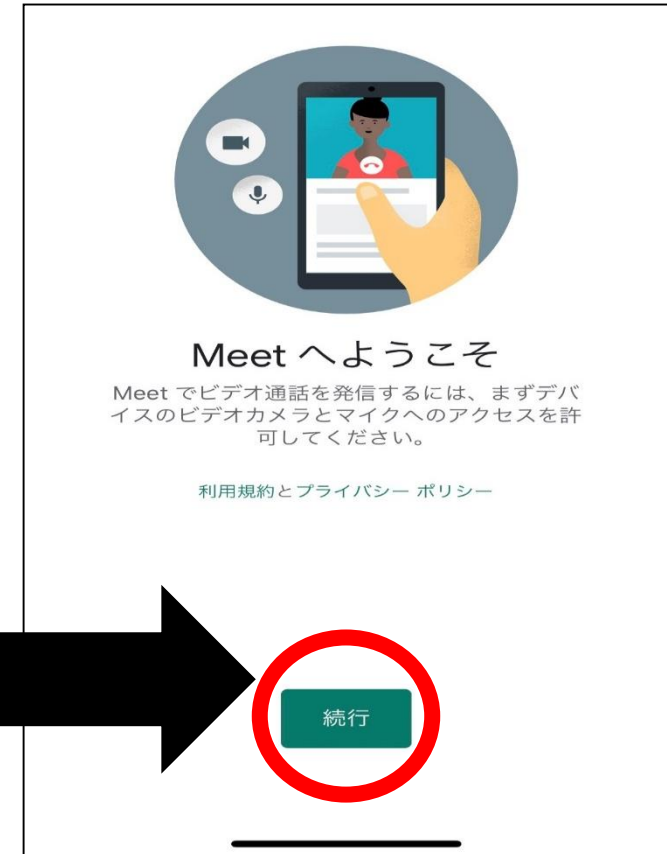 Meet へようこそ
Meet でビデオ通話を発信するには、まずデバ
イスのビデオカメラとマイクへのアクセスを許
可してください。
利用規約とプライバシー ポリシー
続行